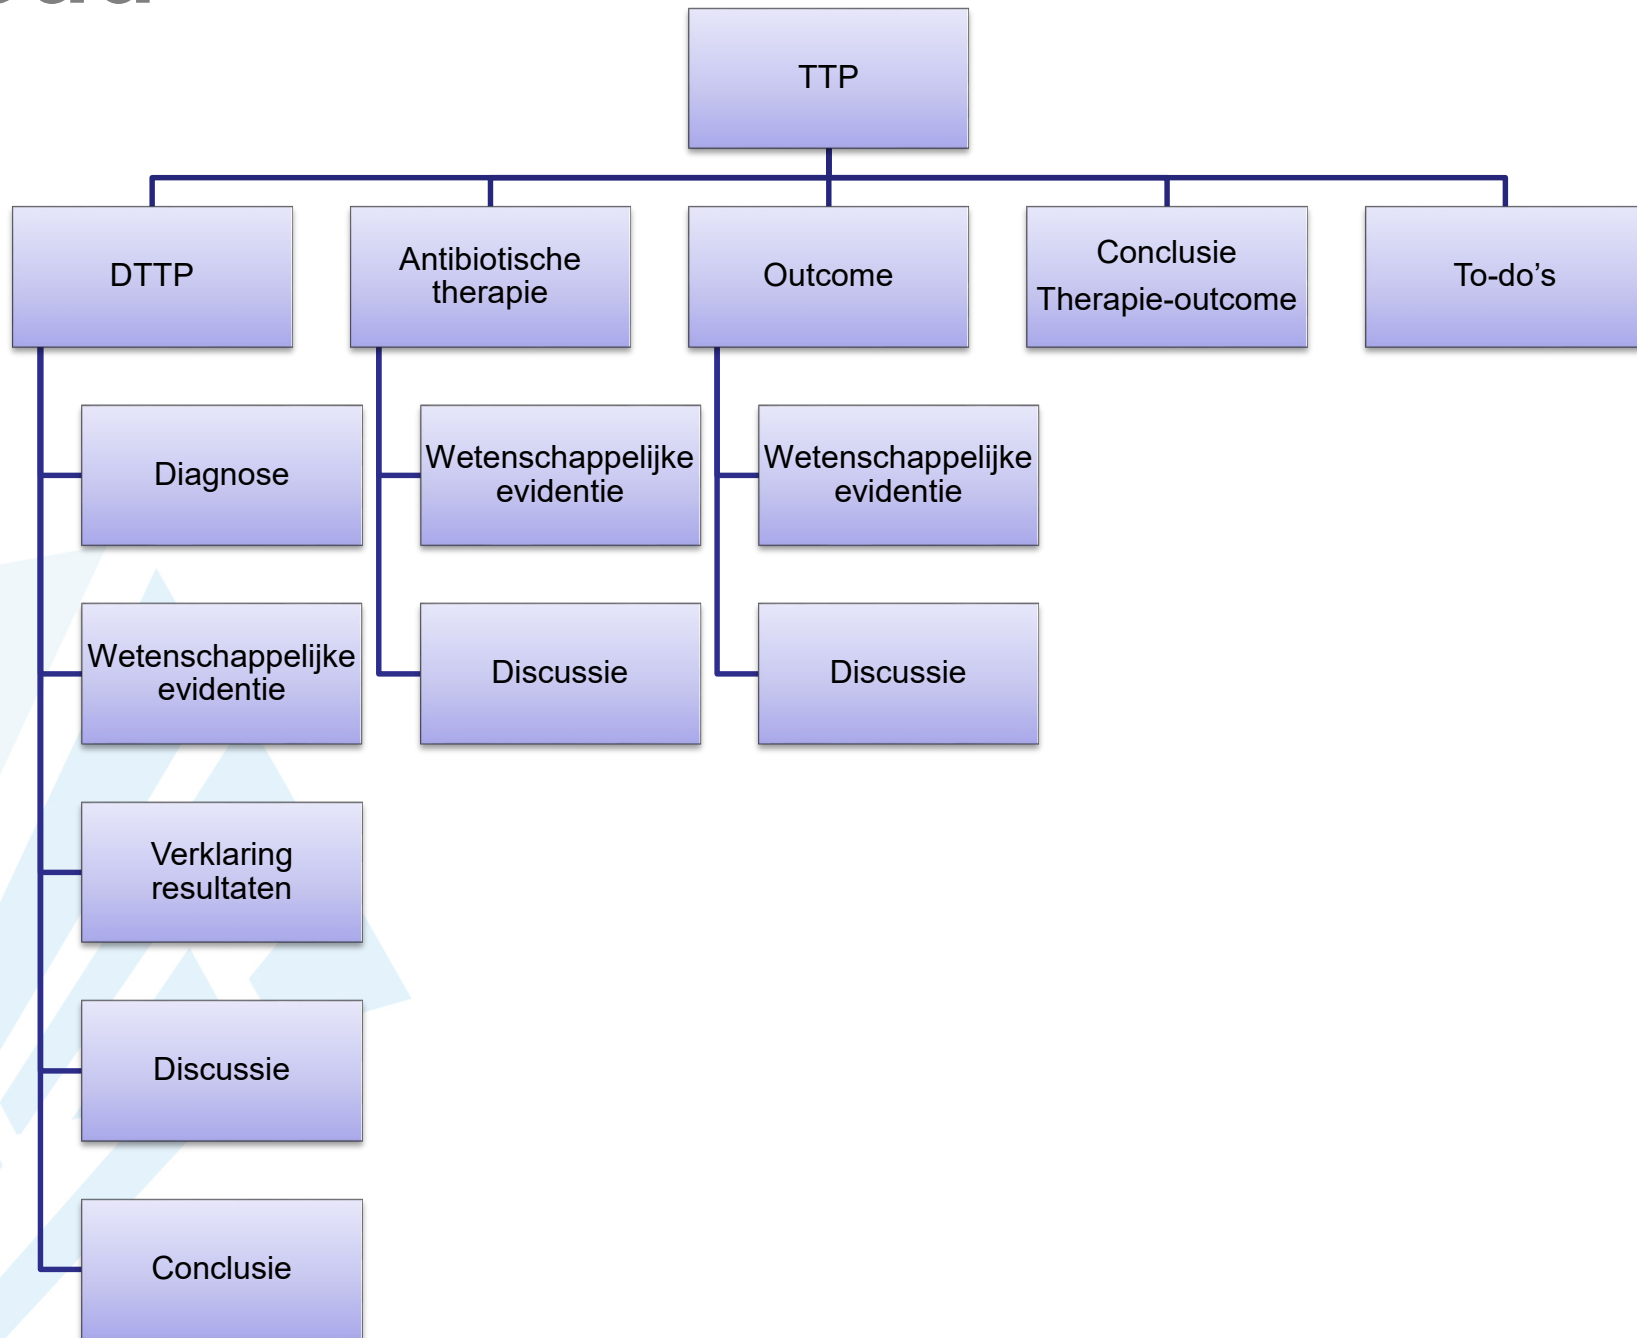 TTP
DTTP
Antibiotische
therapie
Outcome
Conclusie
Therapie-outcome
To-do’s
Diagnose
Wetenschappelijke
evidentie
Wetenschappelijke
evidentie
Wetenschappelijke
evidentie
Discussie
Discussie
Verklaring
resultaten
Discussie
Conclusie